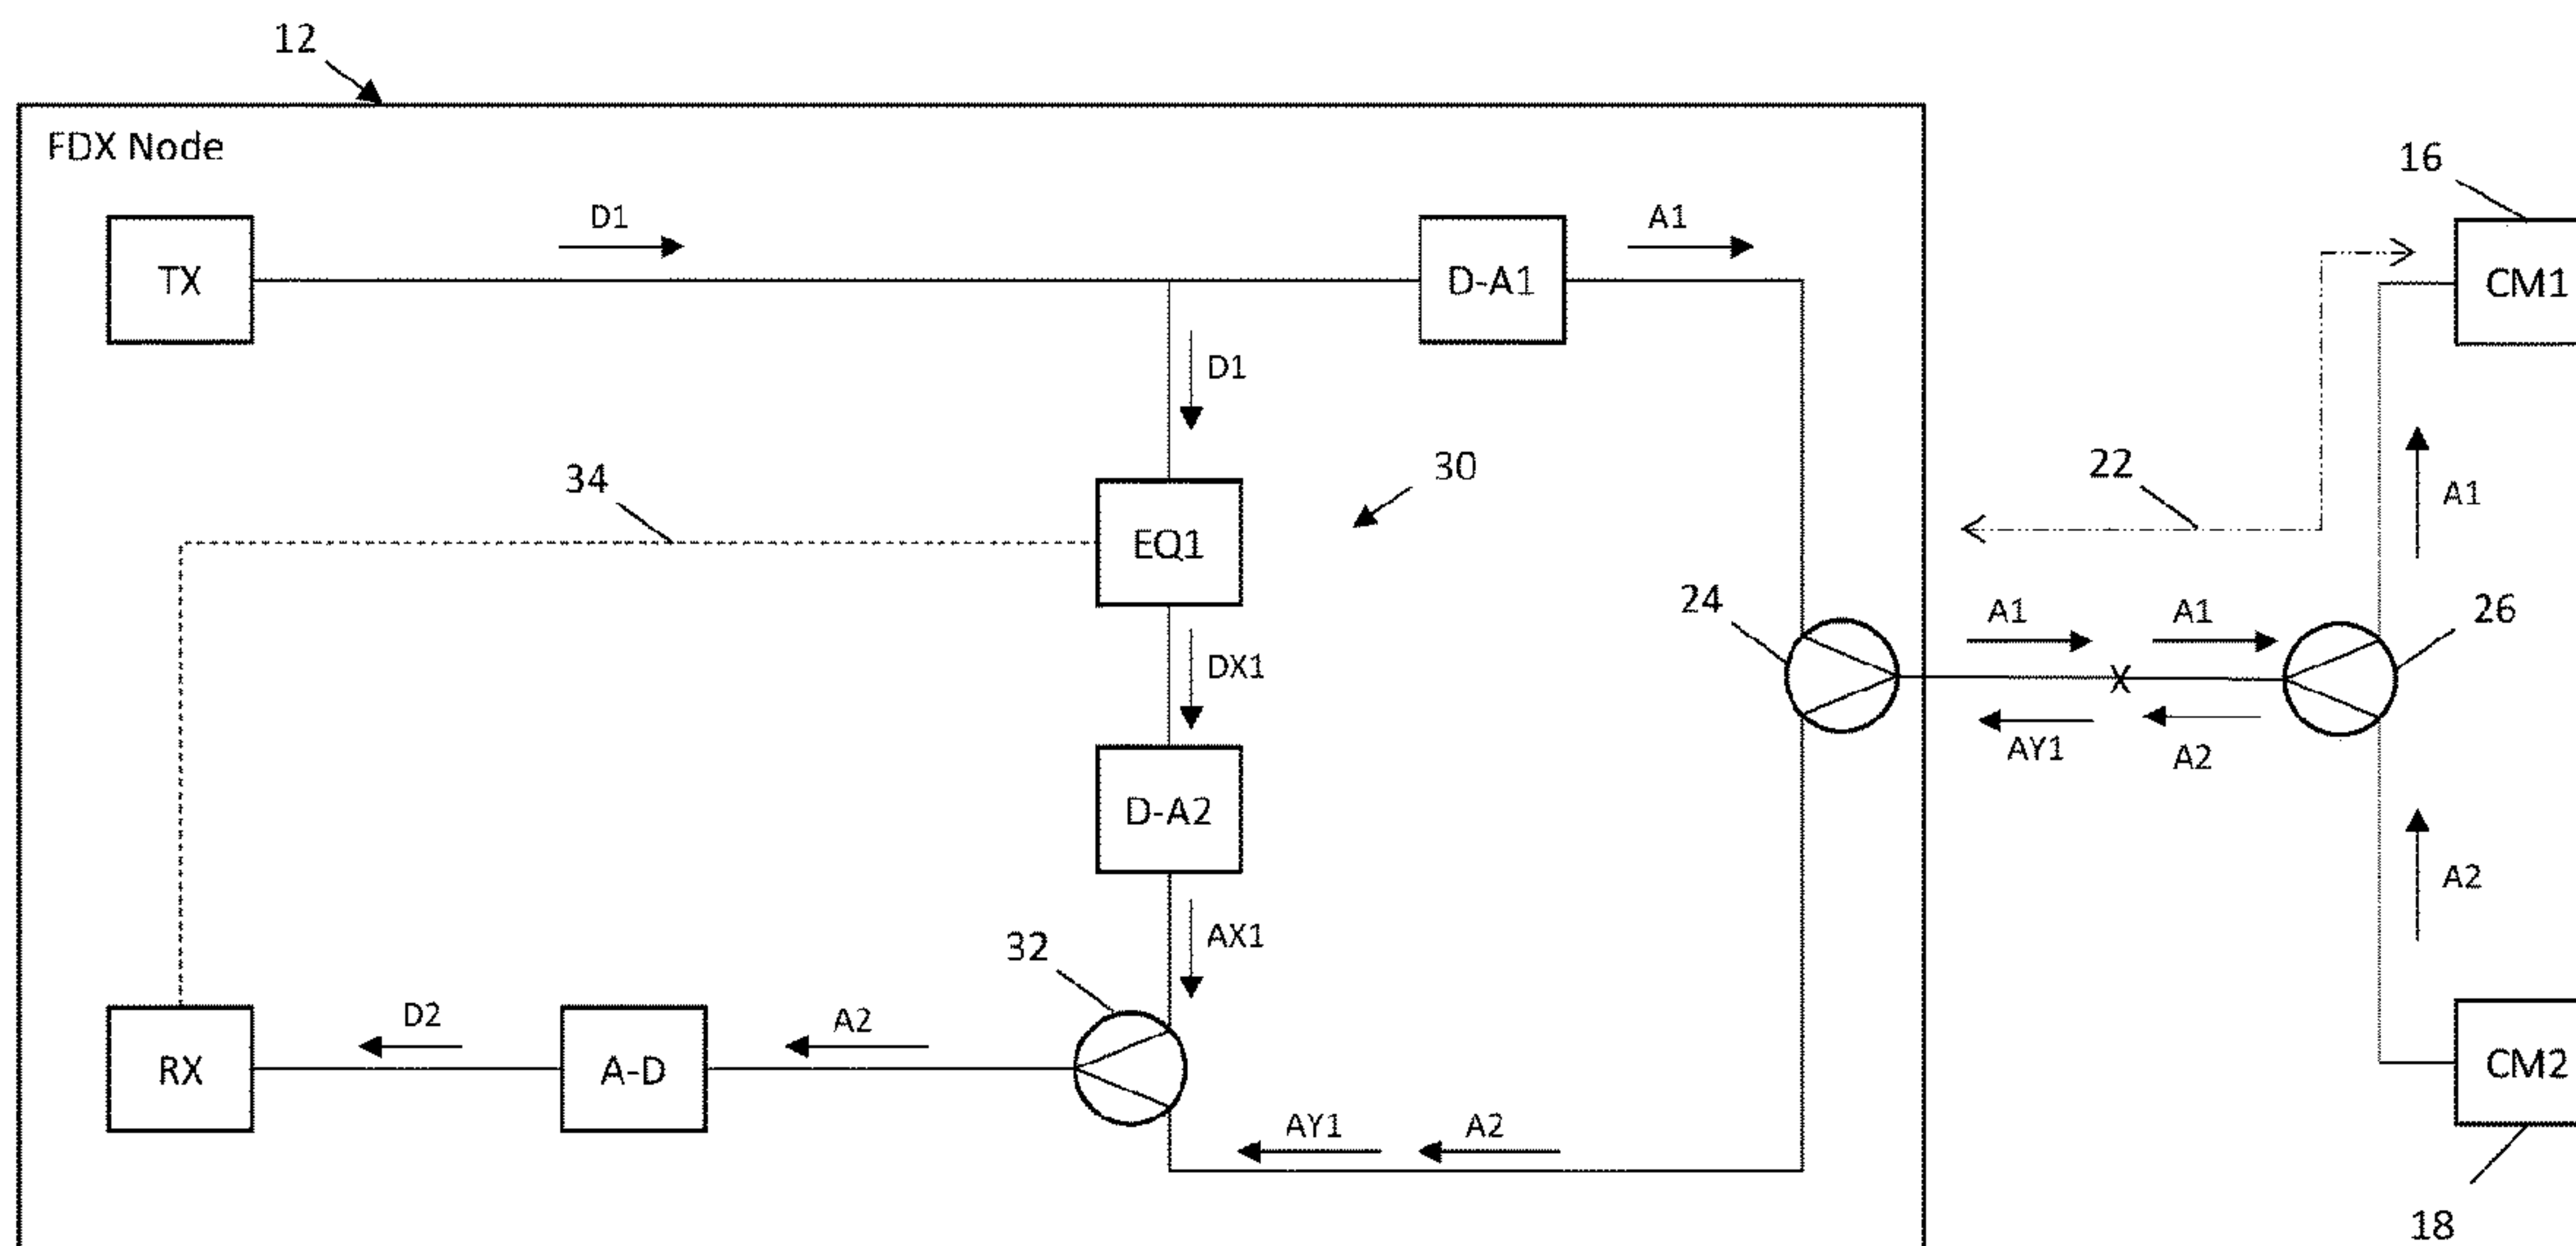 12
FDX Node
16
TX
D1
D-A1
A1
CM1
D1
34
30
22
A1
EQ1
24
A1
A1
26
DX1
X
AY1
A2
D-A2
A2
32
AX1
RX
D2
A-D
A2
CM2
AY1
A2
18